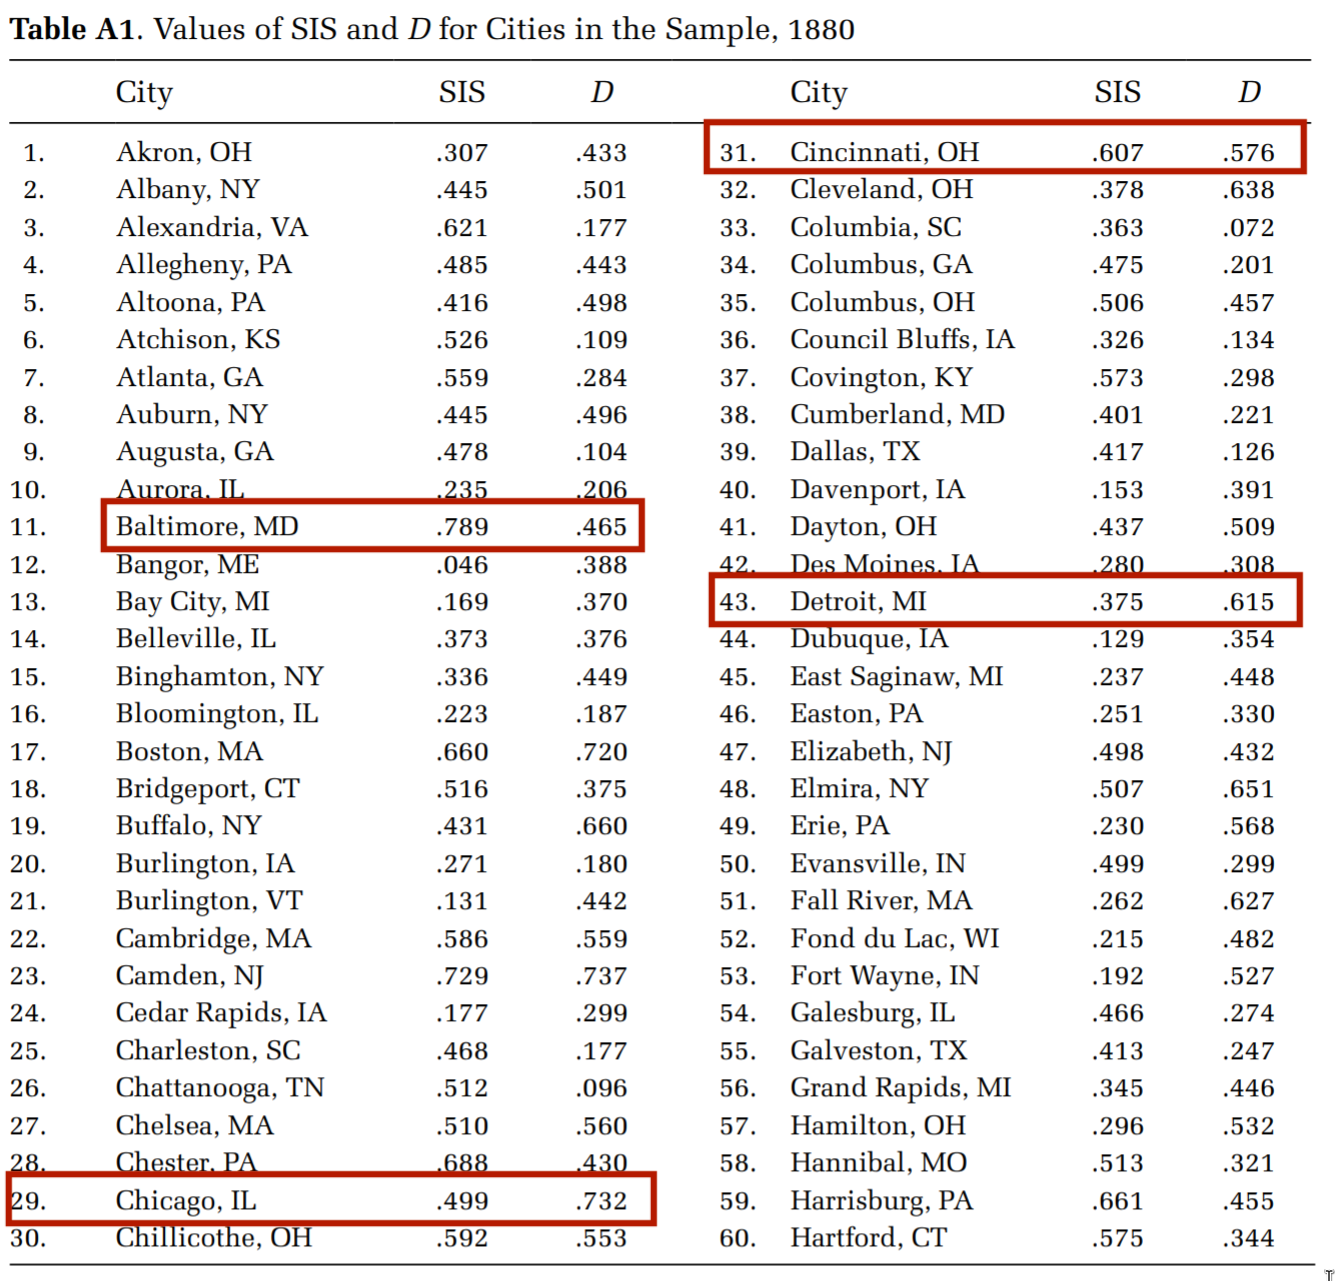 Table A1. Values of SIS and D for Cities in the Sample, 1880
City SIS D City SIS D
1. Akron, OH .307 .433 31. Cincinnati, OH .607 .576
2. Albany, NY .445 .501 32. Cleveland, OH .378 .638
3. Alexandria, VA .621 .177 33. Columbia, SC .363 .072
4. Allegheny, PA .485 .443 34. Columbus, GA .475 .201
5. Altoona, PA .416 .498 35. Columbus, OH .506 .457
6. Atchison, KS .526 .109 36. Council Bluffs, IA .326 .134
7. Atlanta, GA .559 .284 37. Covington, KY .573 .298
8. Auburn, NY .445 .496 38. Cumberland, MD .401 .221
9. Augusta, GA .478 .104 39. Dallas, TX .417 .126
10. Aurora, IL .235 .206 40. Davenport, IA .153 .391
11. Baltimore, MD .789 .465 41. Dayton, OH .437 .509
12. Bangor, ME .046 .388 42. Des Moines, IA .280 .308
13. Bay City, MI .169 .370 43. Detroit, MI .375 .615
14. Belleville, IL .373 .376 44. Dubuque, IA .129 .354
15. Binghamton, NY .336 .449 45. East Saginaw, MI .237 .448
16. Bloomington, IL .223 .187 46. Easton, PA .251 .330
17. Boston, MA .660 .720 47. Elizabeth, NJ .498 .432
18. Bridgeport, CT .516 .375 48. Elmira, NY .507 .651
19. Buffalo, NY .431 .660 49. Erie, PA .230 .568
20. Burlington, IA .271 .180 50. Evansville, IN .499 .299
21. Burlington, VT .131 .442 51. Fall River, MA .262 .627
22. Cambridge, MA .586 .559 52. Fond du Lac, WI .215 .482
23. Camden, NJ .729 .737 53. Fort Wayne, IN .192 .527
24. Cedar Rapids, IA .177 .299 54. Galesburg, IL .466 .274
25. Charleston, SC .468 .177 55. Galveston, TX .413 .247
26. Chattanooga, TN .512 .096 56. Grand Rapids, MI .345 .446
27. Chelsea, MA .510 .560 57. Hamilton, OH .296 .532
28. Chester, PA .688 .430 58. Hannibal, MO .513 .321
29. Chicago, IL .499 .732 59. Harrisburg, PA .661 .455
30. Chillicothe, OH .592 .553 60. Hartford, CT .575 .344